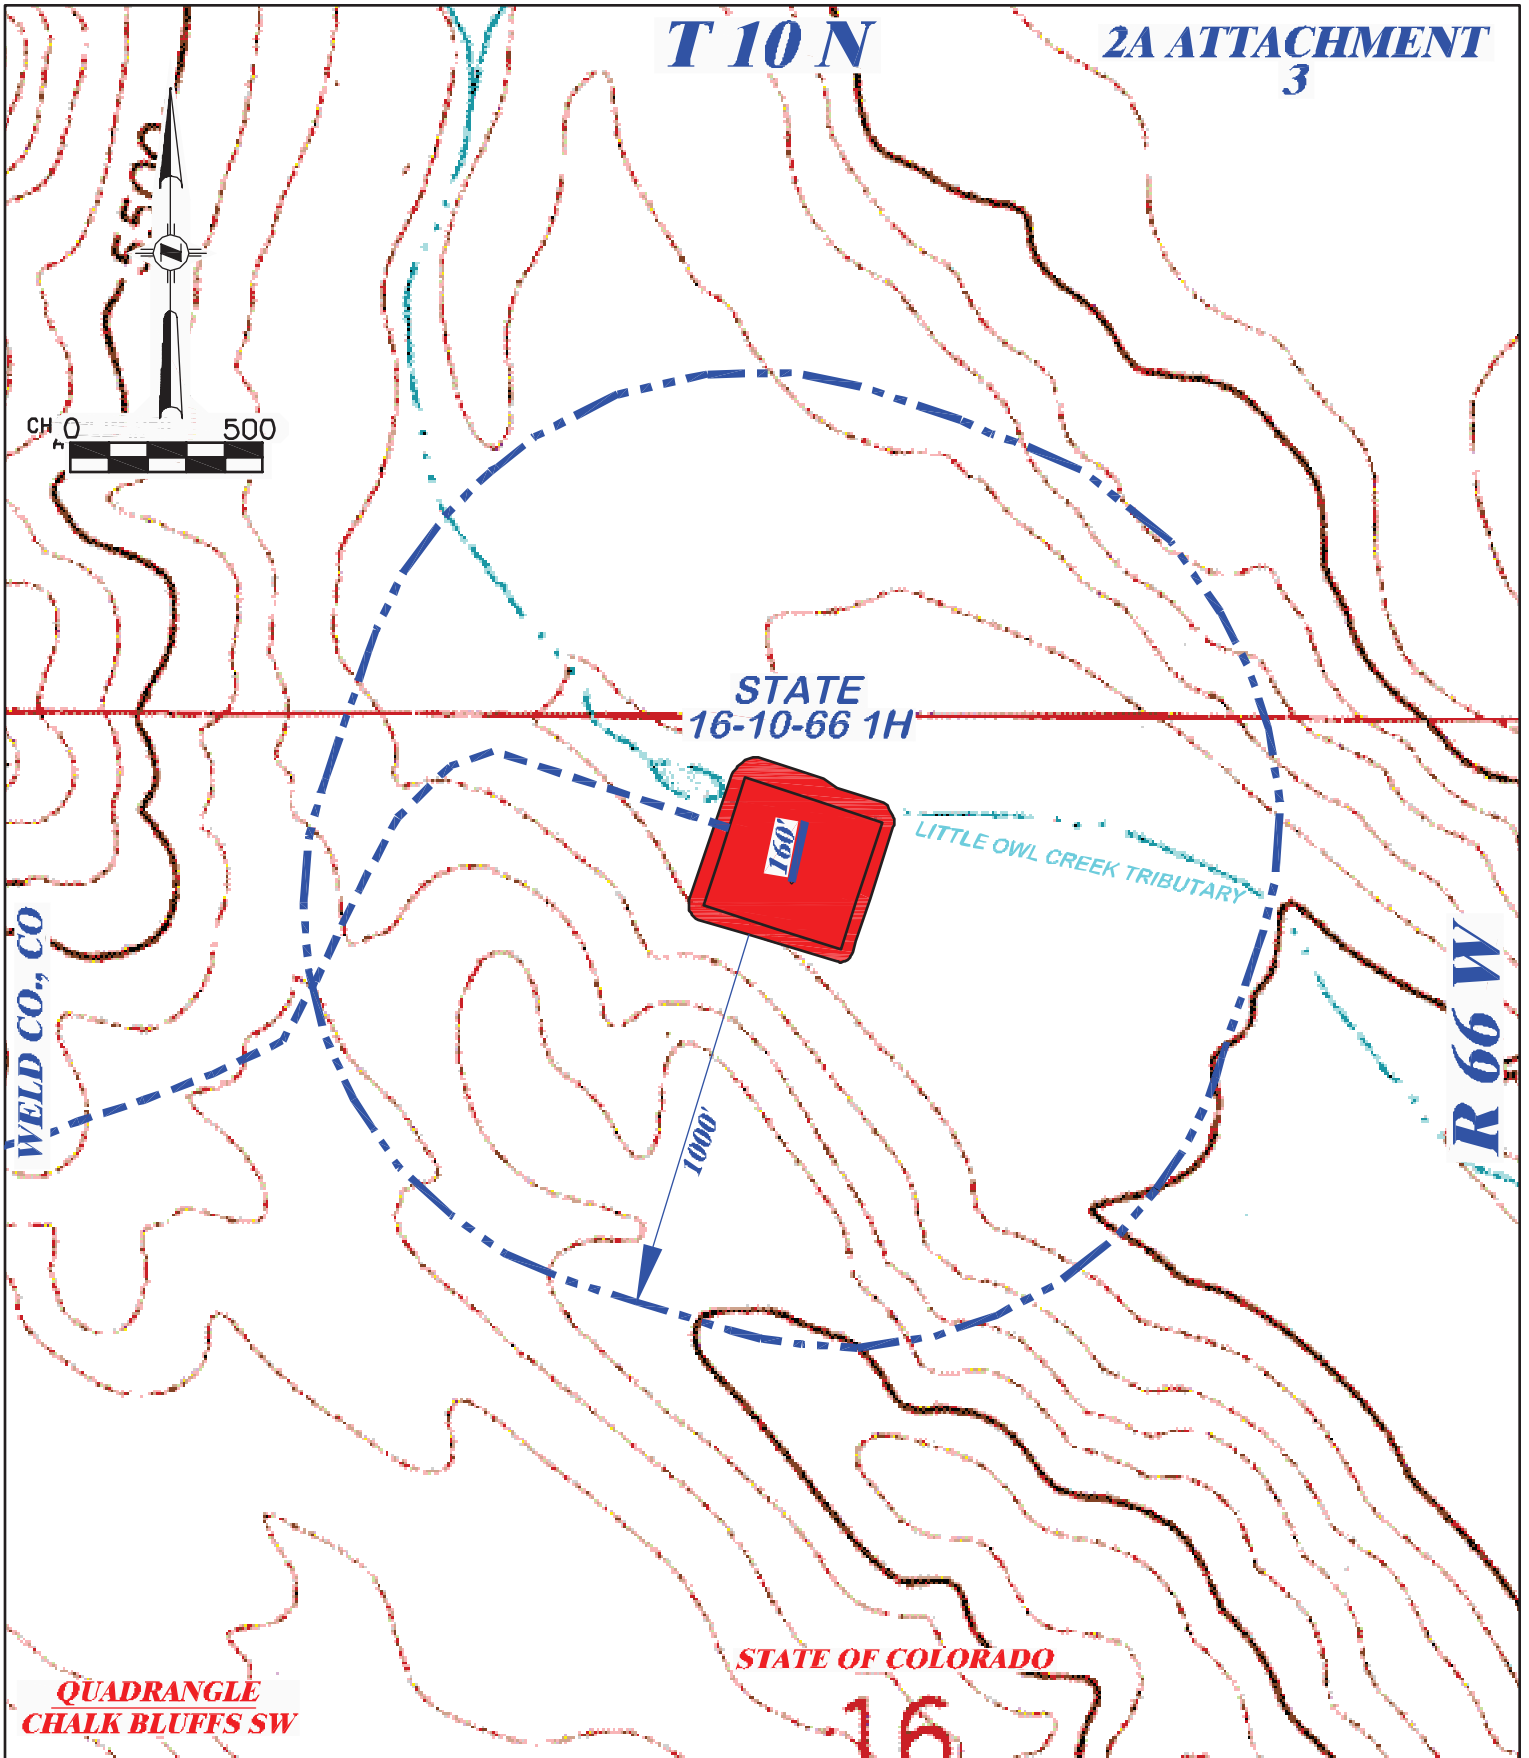 T 10 N
2A ATTACHMENT
3
5500
N
CH 0 500
STATE
16-10-66 1H
160'
LITTLE OWL CREEK TRIBUTARY
WELD CO., CO
R 66 W
1000'
STATE OF COLORADO
16
QUADRANGLE
CHALK BLUFFS SW